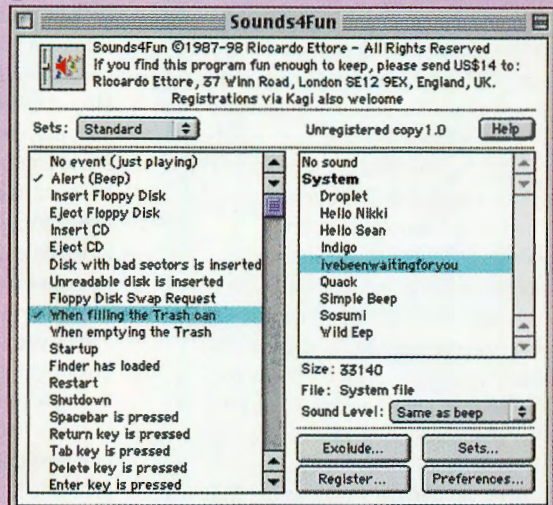 Sounds4Fun
Sounds4Fun ©1987-98 Riccardo Ettore - All Rights Reserved
If you find this program fun enough to keep, please send US$14 to:
Riccardo Ettore, 37 Winn Road, London SE12 9EX, England, UK.
Registrations via Kagi also welcome
Sets: Standard
Unregistered copy 1.0
Help
No event (just playing)
✓ Alert (Beep)
Insert Floppy Disk
Eject Floppy Disk
Insert CD
Eject CD
Disk with bad sectors is inserted
Unreadable disk is inserted
Floppy Disk Swap Request
✓ When filling the Trash can
When emptying the Trash
Startup
Finder has loaded
Restart
Shutdown
Spacebar is pressed
Return key is pressed
Tab key is pressed
Delete key is pressed
Enter key is pressed
No sound
System
Droplet
Hello Nikki
Hello Sean
Indigo
ivebeenwaitingforyou
Quack
Simple Beep
Sosumi
Wild Eep
Size: 33140
File: System file
Sound Level: Same as beep
Exclude...
Sets...
Register...
Preferences...